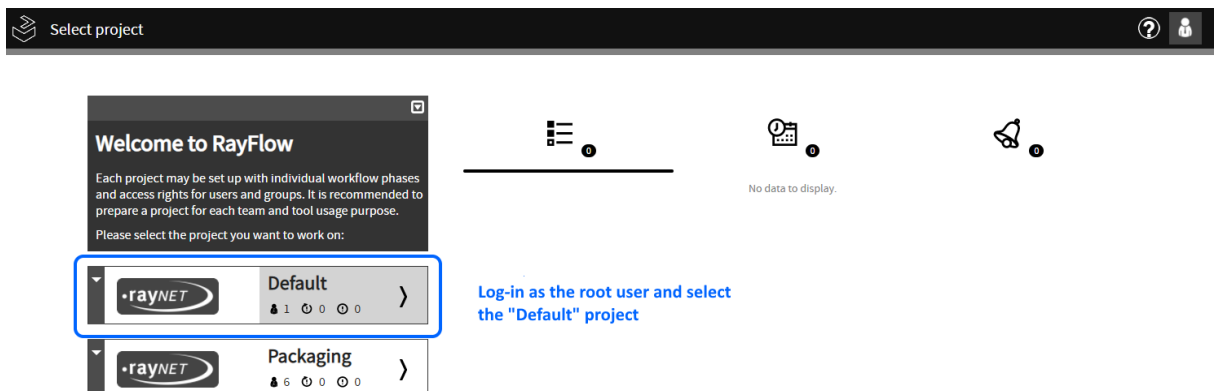 Select project
Welcome to RayFlow
Each project may be set up with individual workflow phases
and access rights for users and groups. It is recommended to
prepare a project for each team and tool usage purpose.
Please select the project you want to work on:
0
0
0
No data to display.
•rayNET
Default
1 0 0
Log-in as the root user and select
the "Default" project
•rayNET
Packaging
6 0 0